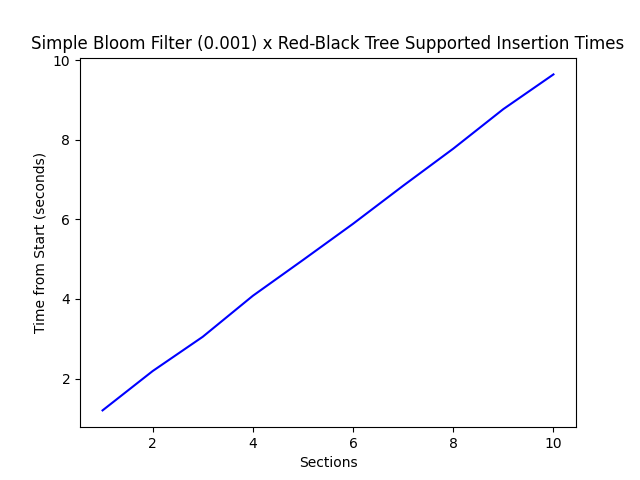 Simple Bloom Filter (0.001) x Red-Black Tree Supported Insertion Times
10
8
6
4
2
Time from Start (seconds)
2 4 6 8 10
Sections